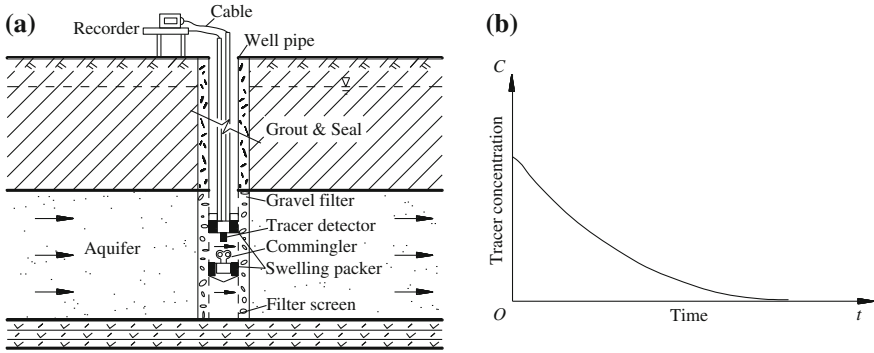 (a)
Cable
Recorder
Well pipe
Grout & Seal
Gravel filter
Tracer detector
Commingler
Swelling packer
Filter screen
Aquifer
(b)
C
Tracer concentration
O
Time
t